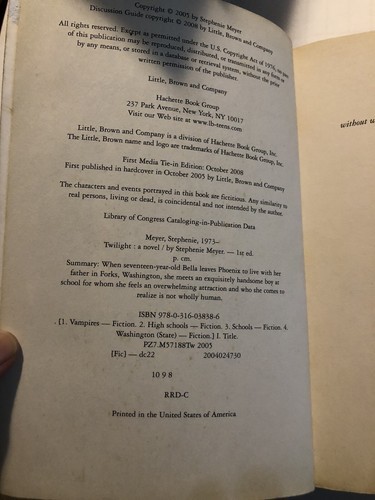 Copyright © 2005 by Stephenie Meyer
Discussion Guide copyright © 2008 by Little, Brown and Company
All rights reserved. Except as permitted under the U.S. Copyright Act of 1976, no part
of this publication may be reproduced, distributed, or transmitted in any form or
by any means, or stored in a database or retrieval system, without the prior
written permission of the publisher.
Little, Brown and Company
Hachette Book Group
237 Park Avenue, New York, NY 10017
Visit our Web site at www.lb-teens.com
Little, Brown and Company is a division of Hachette Book Group, Inc.
The Little, Brown name and logo are trademarks of Hachette Book Group, Inc.
First Media Tie-in Edition: October 2008
First published in hardcover in October 2005 by Little, Brown and Company
The characters and events portrayed in this book are fictitious. Any similarity to
real persons, living or dead, is coincidental and not intended by the author.
Library of Congress Cataloging-in-Publication Data
Meyer, Stephenie, 1973–
Twilight : a novel / by Stephenie Meyer. — 1st ed.
p. cm.
Summary: When seventeen-year-old Bella leaves Phoenix to live with her
father in Forks, Washington, she meets an exquisitely handsome boy at
school for whom she feels an overwhelming attraction and who she comes to
realize is not wholly human.
ISBN 978-0-316-03838-6
[1. Vampires — Fiction. 2. High schools — Fiction. 3. Schools — Fiction. 4.
Washington (State) — Fiction.] I. Title.
PZ7.M57188Tw 2005
[Fic] — dc22 2004024730
10 9 8
RRD-C
Printed in the United States of America
without